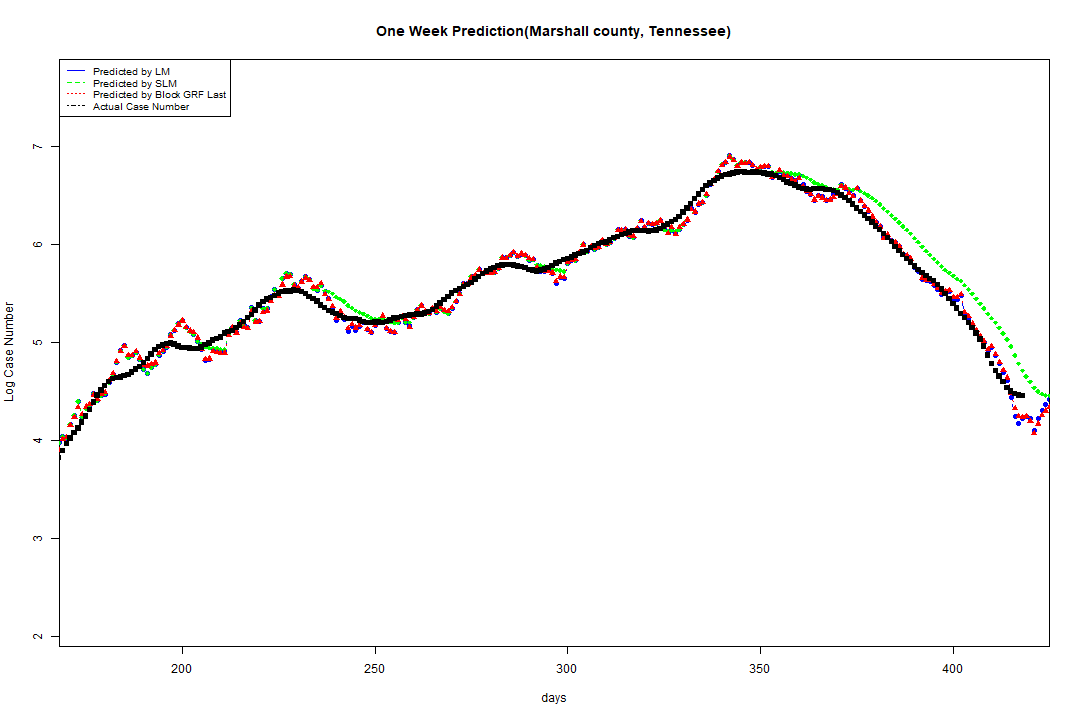 One Week Prediction(Marshall county, Tennessee)
Predicted by LM
Predicted by SLM
Predicted by Block GRF Last
Actual Case Number
7
6
5
4
3
2
Log Case Number
200 250 300 350 400
days